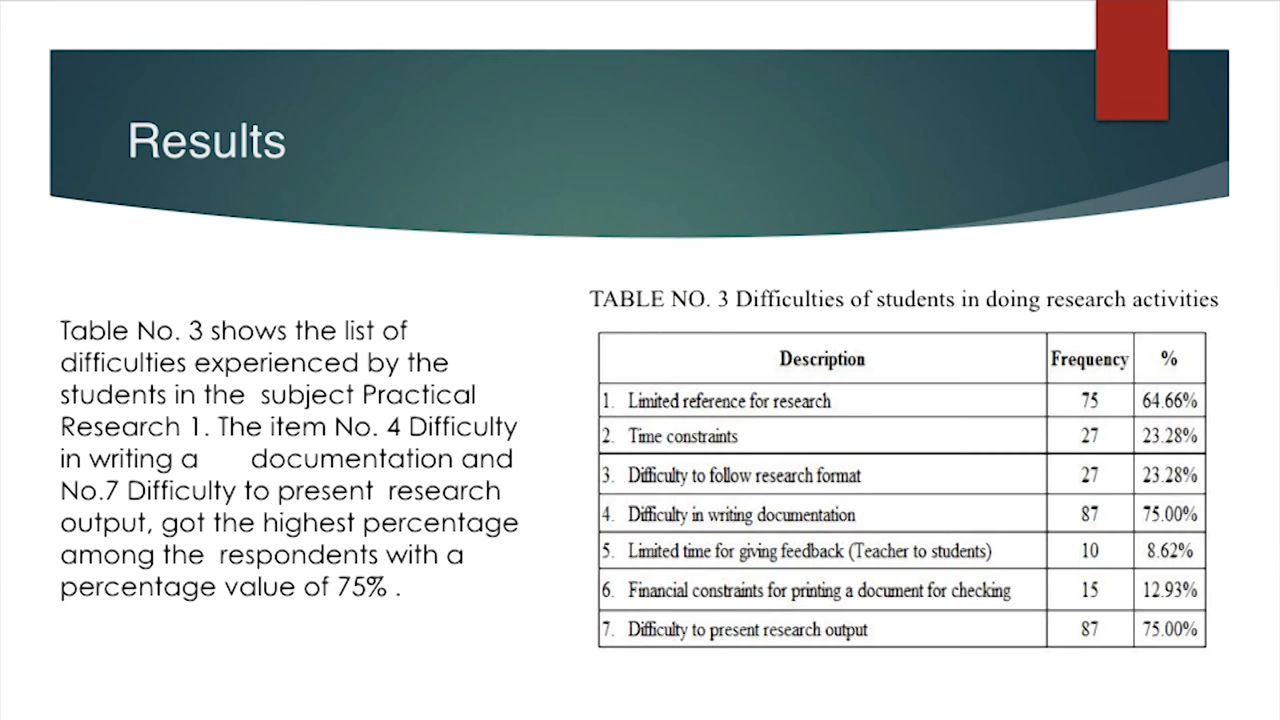 Results
Table No. 3 shows the list of
difficulties experienced by the
students in the subject Practical
Research 1. The item No. 4 Difficulty
in writing a documentation and
No.7 Difficulty to present research
output, got the highest percentage
among the respondents with a
percentage value of 75% .
TABLE NO. 3 Difficulties of students in doing research activities
Description Frequency %
1. Limited reference for research 75 64.66%
2. Time constraints 27 23.28%
3. Difficulty to follow research format 27 23.28%
4. Difficulty in writing documentation 87 75.00%
5. Limited time for giving feedback (Teacher to students) 10 8.62%
6. Financial constraints for printing a document for checking 15 12.93%
7. Difficulty to present research output 87 75.00%